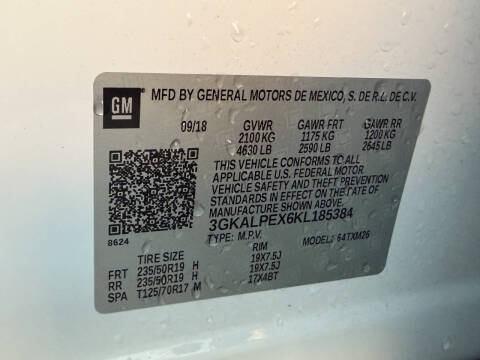 GM MFD BY GENERAL MOTORS DE MEXICO, S. DE R.L. DE C.V.
09/18 GVWR GAWR FRT GAWR RR
2100 KG 1175 KG 1200 KG
4630 LB 2590 LB 2645 LB
THIS VEHICLE CONFORMS TO ALL
APPLICABLE U.S. FEDERAL MOTOR
VEHICLE SAFETY AND THEFT PREVENTION
STANDARDS IN EFFECT ON THE DATE OF
MANUFACTURE SHOWN ABOVE.
3GKALPEX6KL185384
8624 TYPE: M.P.V. MODEL: 64TXM26
TIRE SIZE RIM
FRT 235/50R19 H 19X7.5J
RR 235/50R19 H 19X7.5J
SPA T125/70R17 M 17X4BT